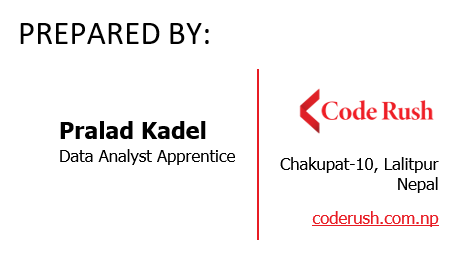 PREPARED BY:
Pralad Kadel
Data Analyst Apprentice
Code Rush
Chakupat-10, Lalitpur
Nepal
coderush.com.np